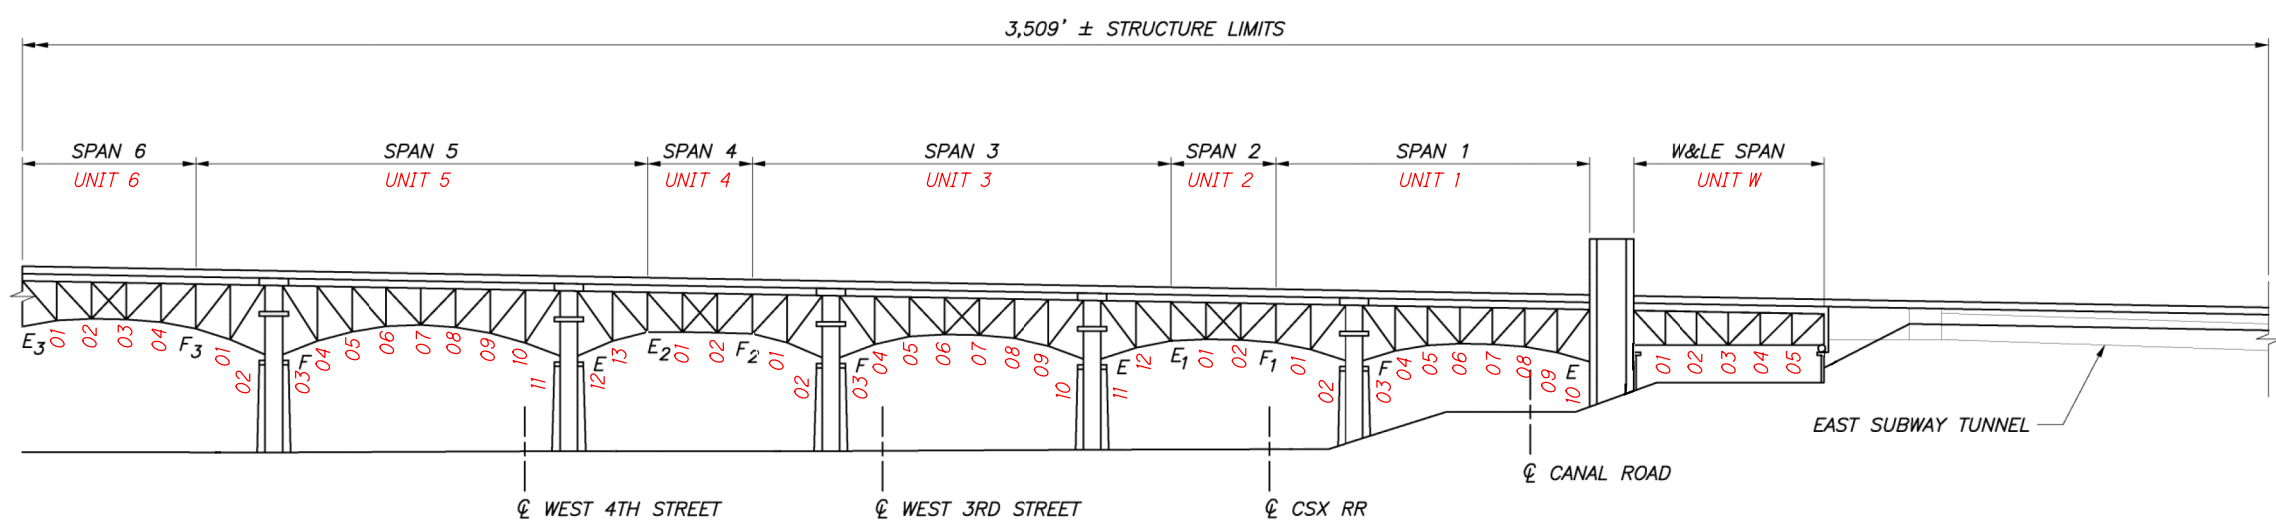 3,509' ± STRUCTURE LIMITS
SPAN 6 SPAN 5 SPAN 4 SPAN 3 SPAN 2 SPAN 1 W&LE SPAN
UNIT 6 UNIT 5 UNIT 4 UNIT 3 UNIT 2 UNIT 1 UNIT W
E3 01 02 03 04 F3 01 02 03 F 04 05 06 07 08 09 10 11 12 E 13 E2 01 02 F2 01 02 03 F 04 05 06 07 08 09 10 11 E 12 E1 01 02 F1 01 02 03 F 04 05 06 07 08 09 10 E 01 02 03 04 05
EAST SUBWAY TUNNEL
℄ CANAL ROAD
℄ WEST 4TH STREET ℄ WEST 3RD STREET ℄ CSX RR